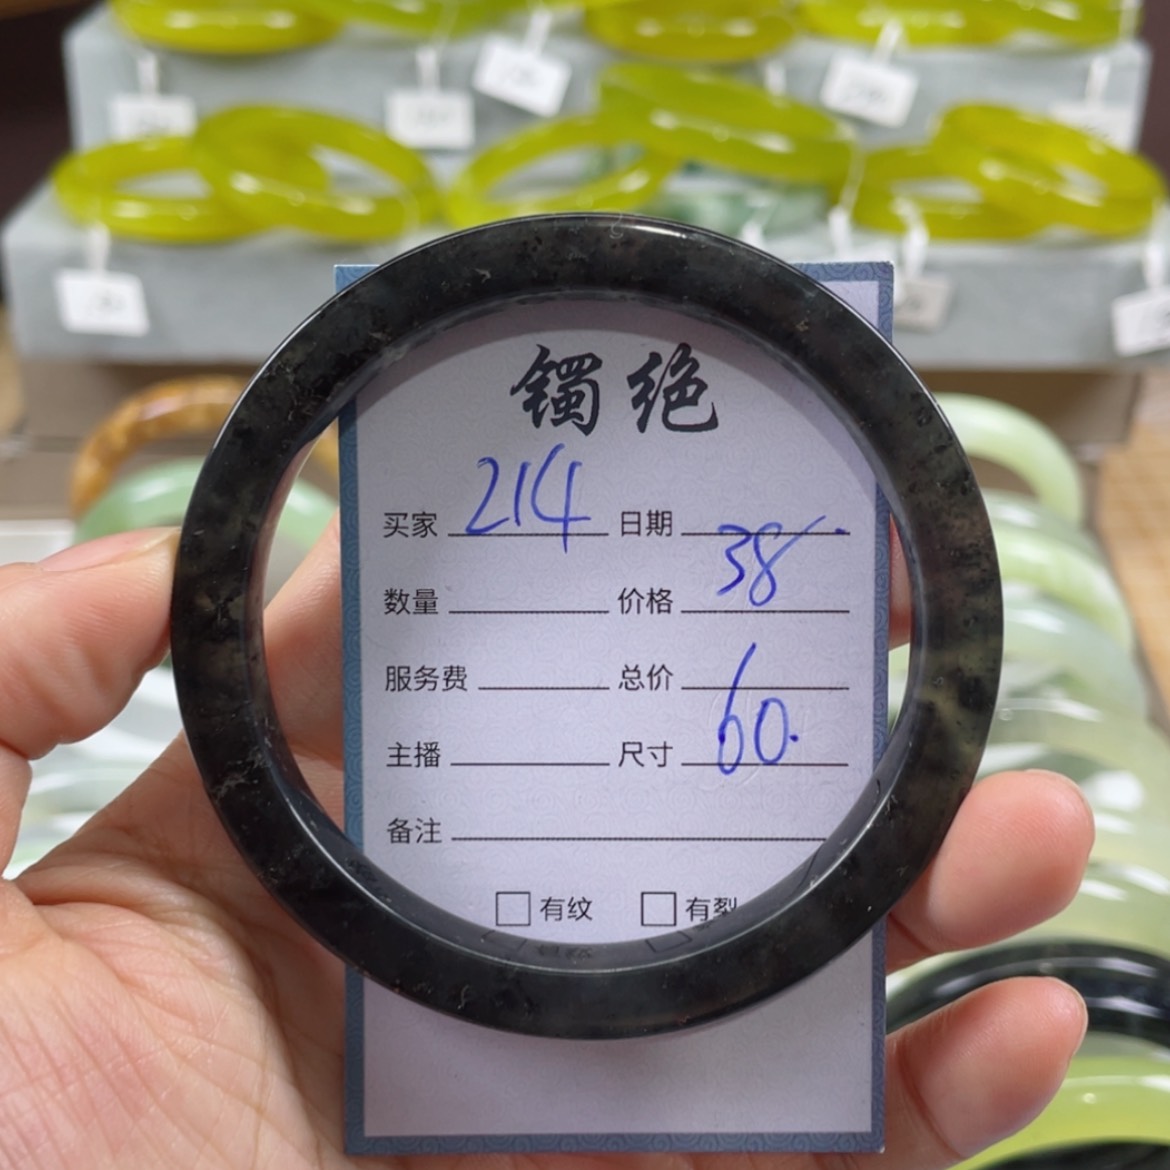 镯绝
买家 214 日期
数量 价格 38
服务费 总价
主播 尺寸 60.
备注
有纹 有裂